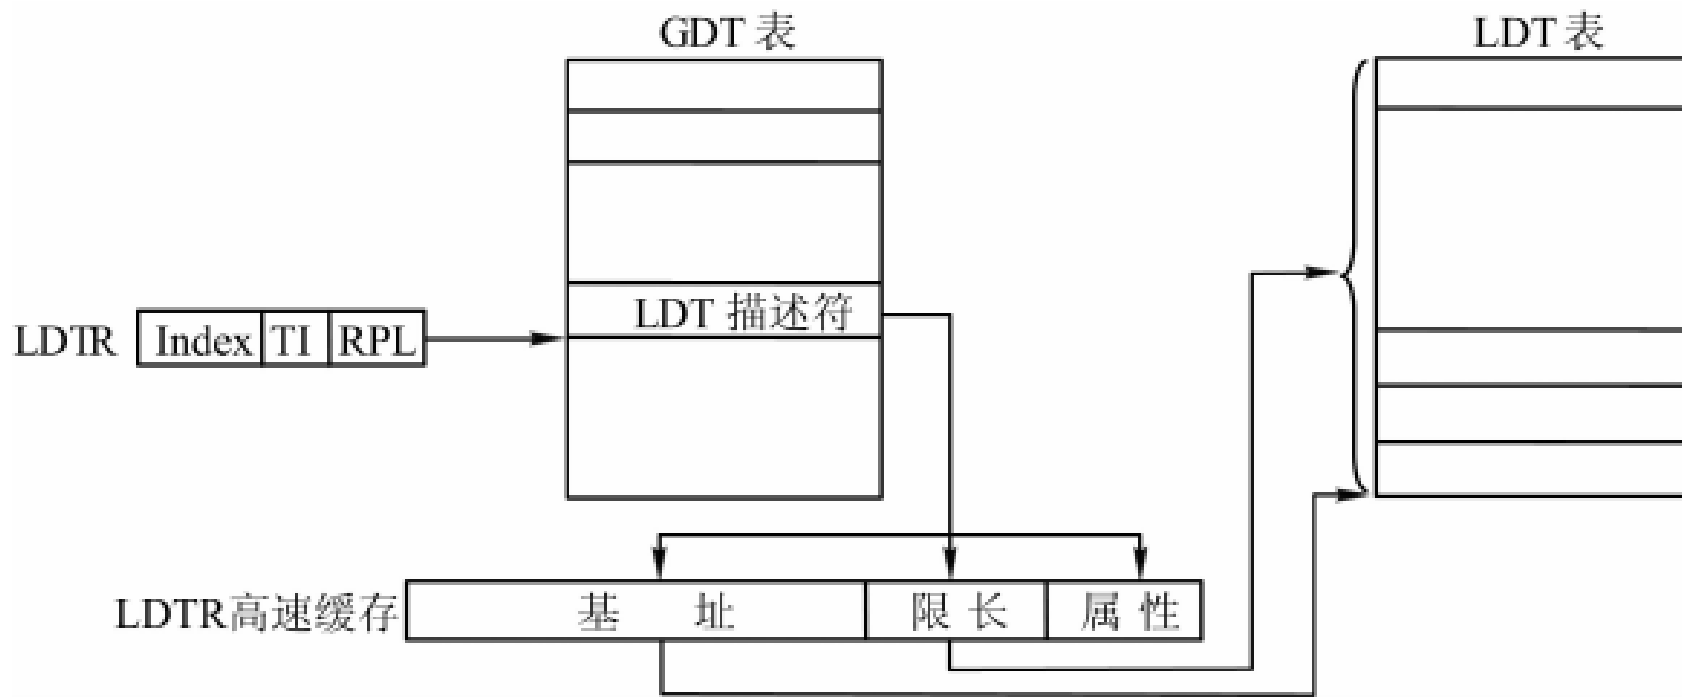 GDT 表
LDT 表
LDT 描述符
LDTR Index TI RPL
LDTR高速缓存 基 址 限 长 属 性